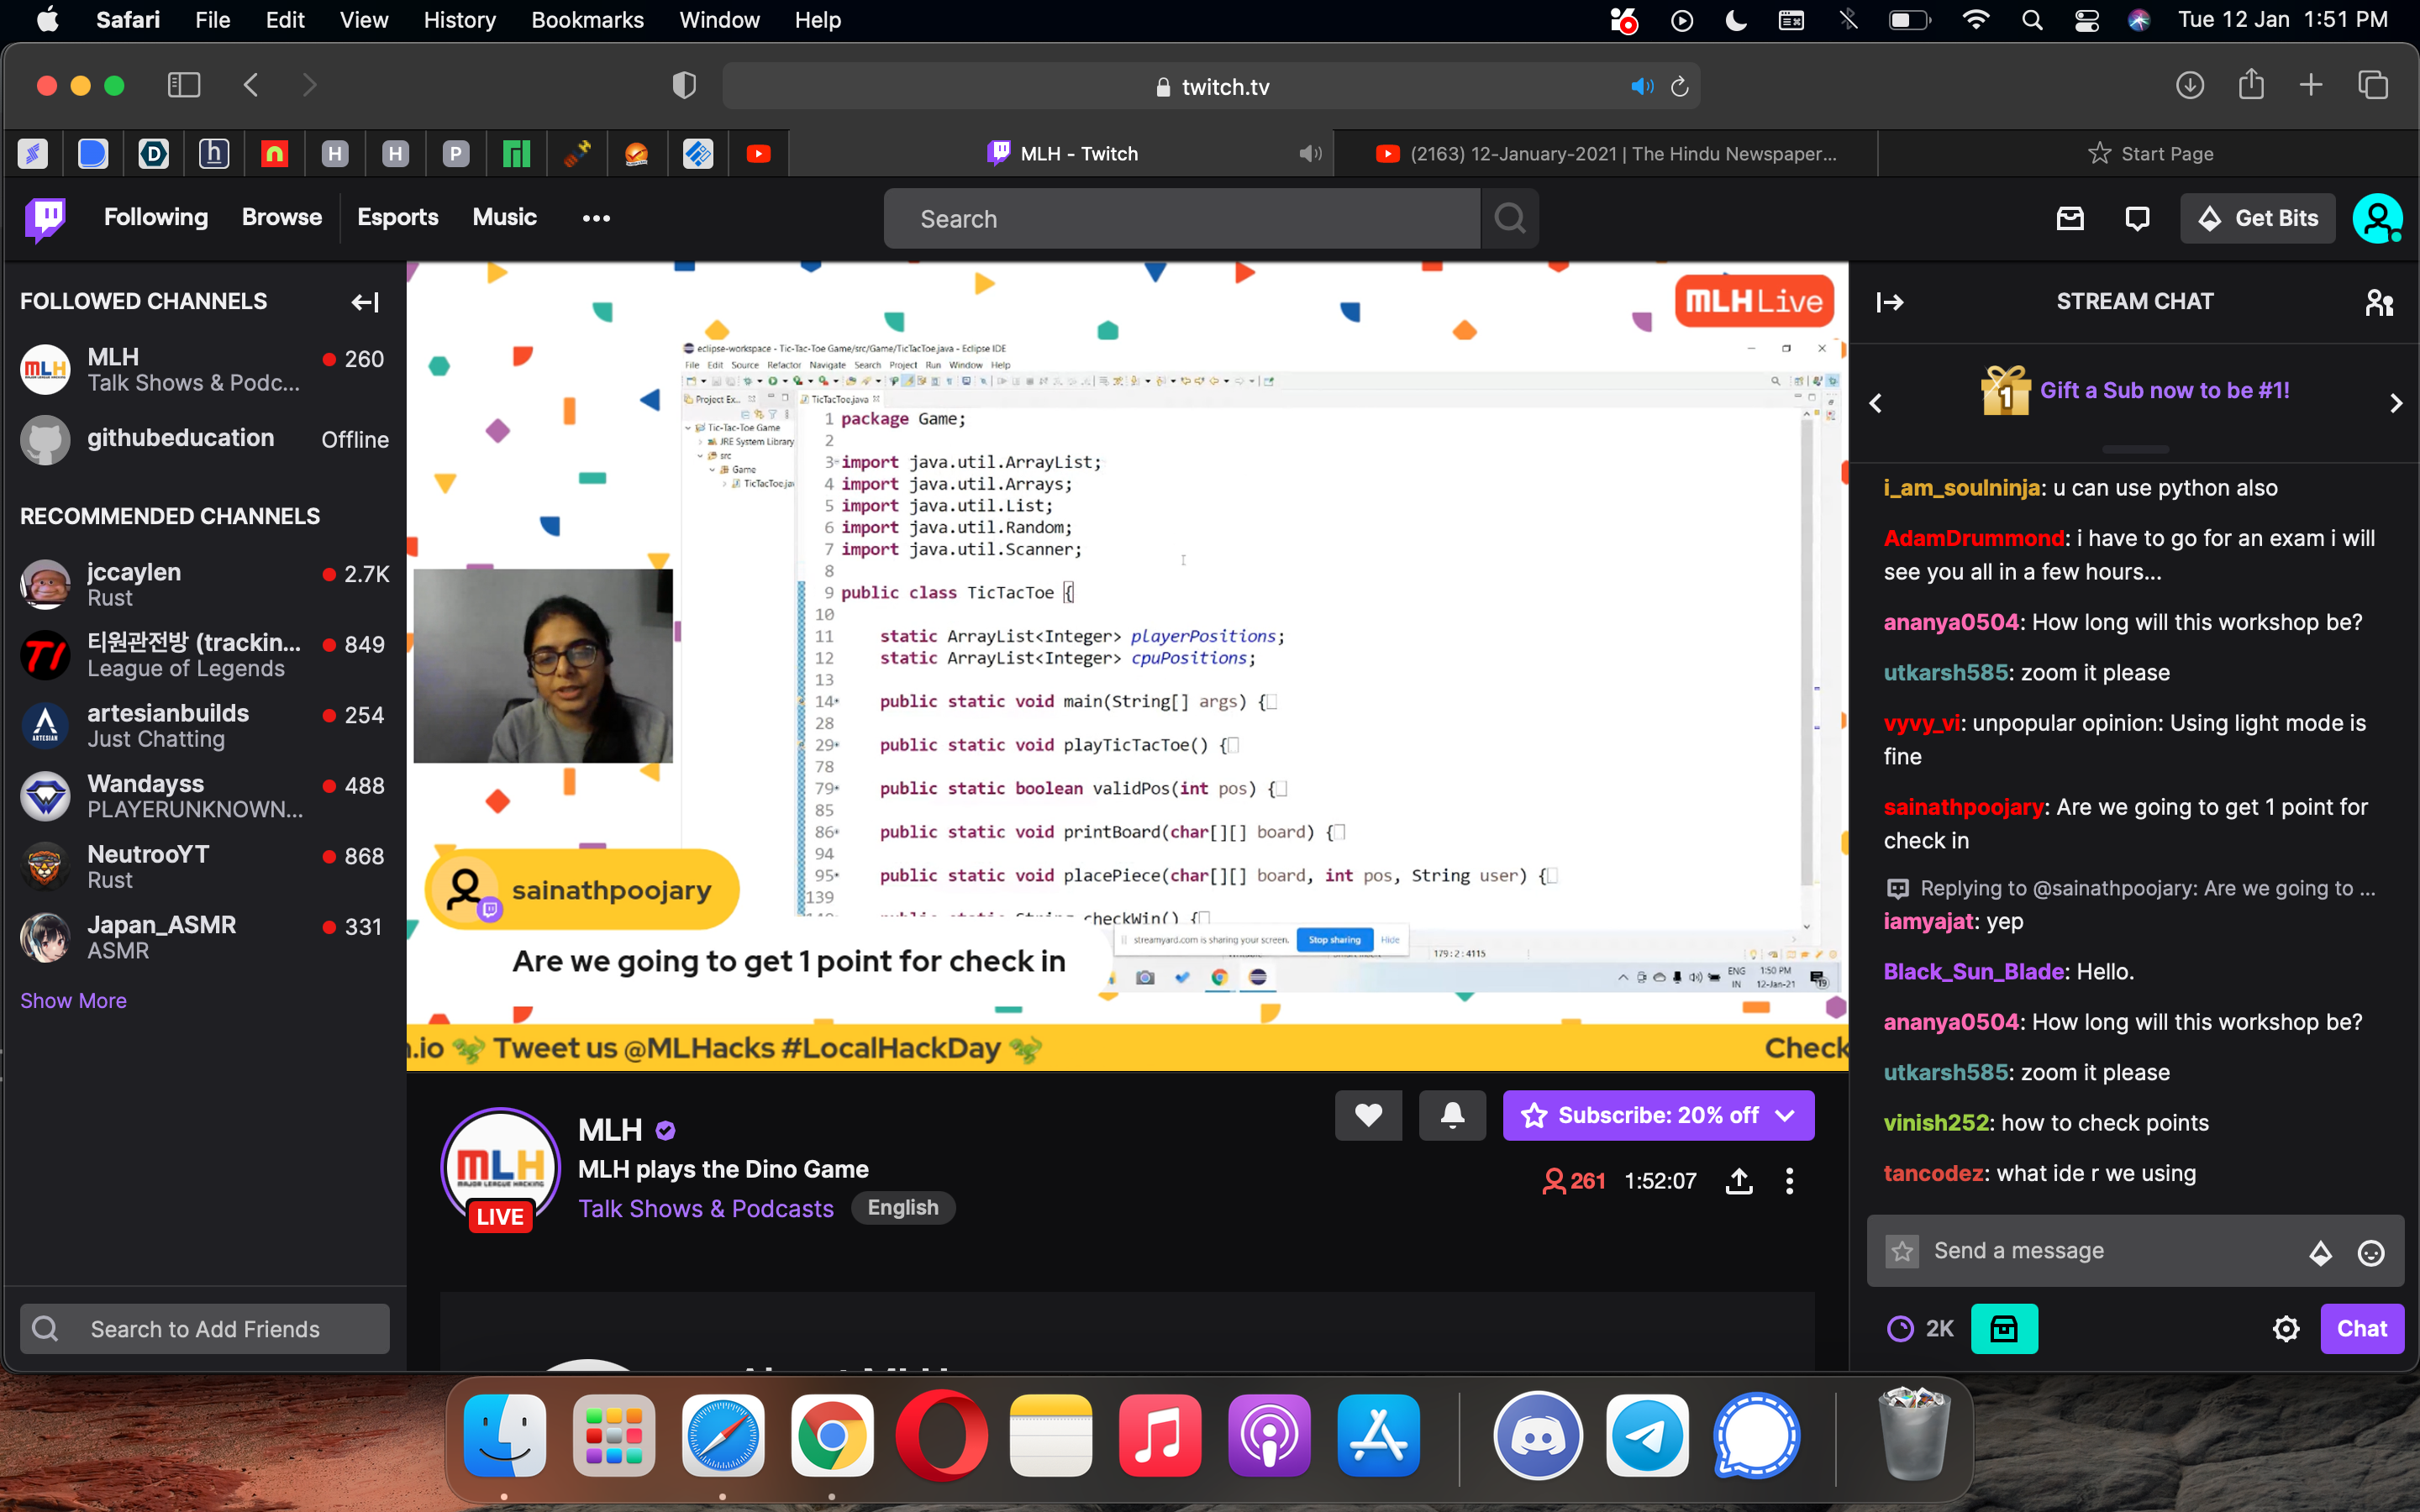 Safari File Edit View History Bookmarks Window Help
Tue 12 Jan 1:51 PM
twitch.tv
MLH - Twitch
(2163) 12-January-2021 | The Hindu Newspaper...
Start Page
Following Browse Esports Music
Search
Get Bits
FOLLOWED CHANNELS
MLH 260
Talk Shows & Podc...
githubeducation Offline
RECOMMENDED CHANNELS
jccaylen 2.7K
Rust
티원관전방 (trackin... 849
League of Legends
artesianbuilds 254
Just Chatting
Wandayss 488
PLAYERUNKNOWN...
NeutrooYT 868
Rust
Japan_ASMR 331
ASMR
Show More
Search to Add Friends
MLH Live
eclipse-workspace - Tic-Tac-Toe Game/src/Game/TicTacToe.java - Eclipse IDE
File Edit Source Refactor Navigate Search Project Run Window Help
Project Ex...
TicTacToe.java
Tic-Tac-Toe Game
JRE System Library
src
Game
TicTacToe.jav
1 package Game;
2
3 import java.util.ArrayList;
4 import java.util.Arrays;
5 import java.util.List;
6 import java.util.Random;
7 import java.util.Scanner;
8
9 public class TicTacToe {
10
11 static ArrayList<Integer> playerPositions;
12 static ArrayList<Integer> cpuPositions;
13
14 public static void main(String[] args) {
28
29 public static void playTicTacToe() {
78
79 public static boolean validPos(int pos) {
85
86 public static void printBoard(char[][] board) {
94
95 public static void placePiece(char[][] board, int pos, String user) {
139
checkWin() {
streamyard.com is sharing your screen. Stop sharing Hide
179:2:4115
ENG
IN
1:50 PM
12-Jan-21
19
sainathpoojary
Are we going to get 1 point for check in
.io Tweet us @MLHacks #LocalHackDay
Check
MLH
MAJOR LEAGUE HACKING
LIVE
MLH
MLH plays the Dino Game
Talk Shows & Podcasts English
Subscribe: 20% off
261 1:52:07
STREAM CHAT
1
Gift a Sub now to be #1!
i_am_soulninja: u can use python also
AdamDrummond: i have to go for an exam i will
see you all in a few hours...
ananya0504: How long will this workshop be?
utkarsh585: zoom it please
vyvy_vi: unpopular opinion: Using light mode is
fine
sainathpoojary: Are we going to get 1 point for
check in
Replying to @sainathpoojary: Are we going to ...
iamyajat: yep
Black_Sun_Blade: Hello.
ananya0504: How long will this workshop be?
utkarsh585: zoom it please
vinish252: how to check points
tancodez: what ide r we using
Send a message
2K
Chat